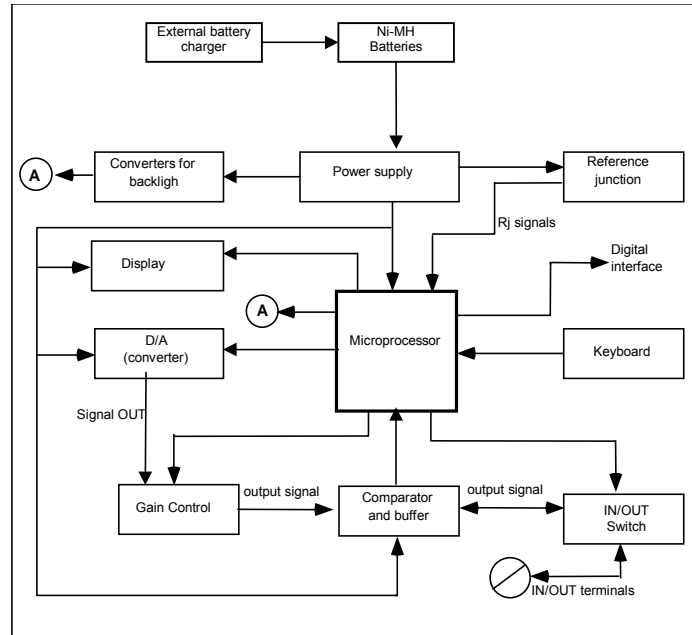 External battery
charger
Ni-MH
Batteries
A
Converters for
backligh
Power supply
Reference
junction
Rj signals
Display
Digital
interface
A
Microprocessor
D/A
(converter)
Keyboard
Signal OUT
Gain Control
output signal
Comparator
and buffer
output signal
IN/OUT
Switch
IN/OUT terminals